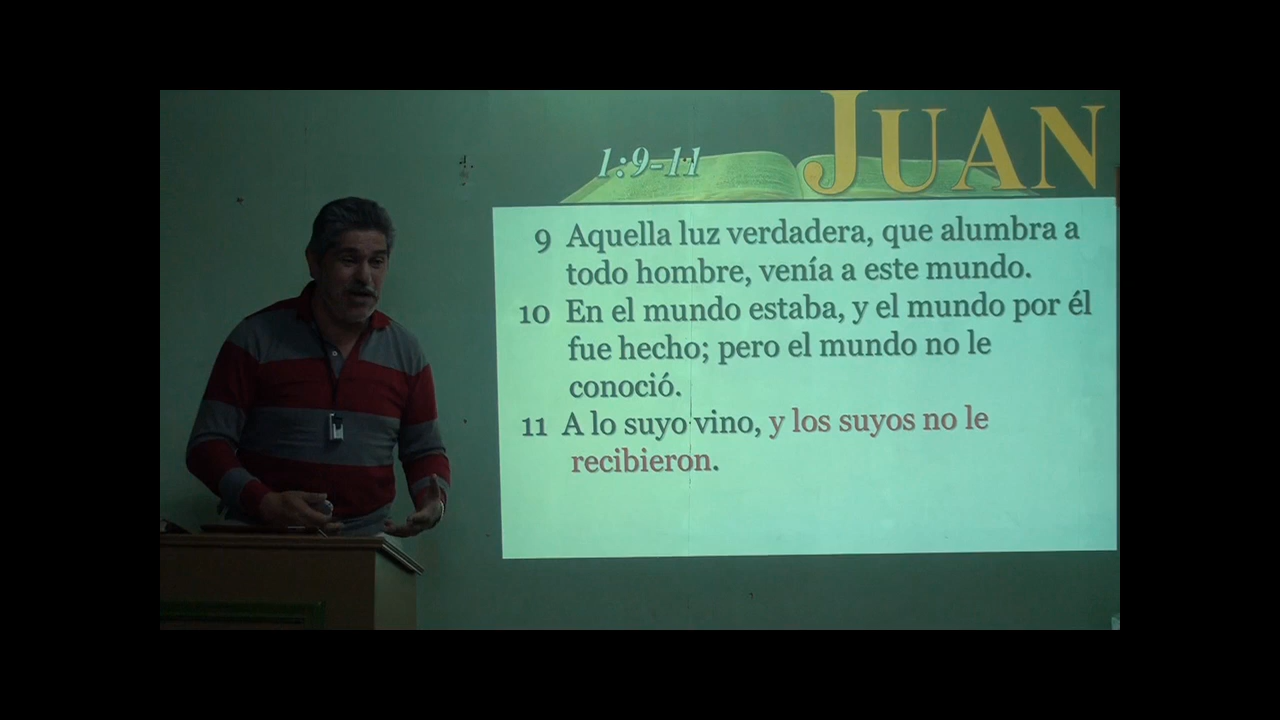 JUAN
1:9-11
9 Aquella luz verdadera, que alumbra a
todo hombre, venía a este mundo.
10 En el mundo estaba, y el mundo por él
fue hecho; pero el mundo no le
conoció.
11 A lo suyo vino, y los suyos no le
recibieron.